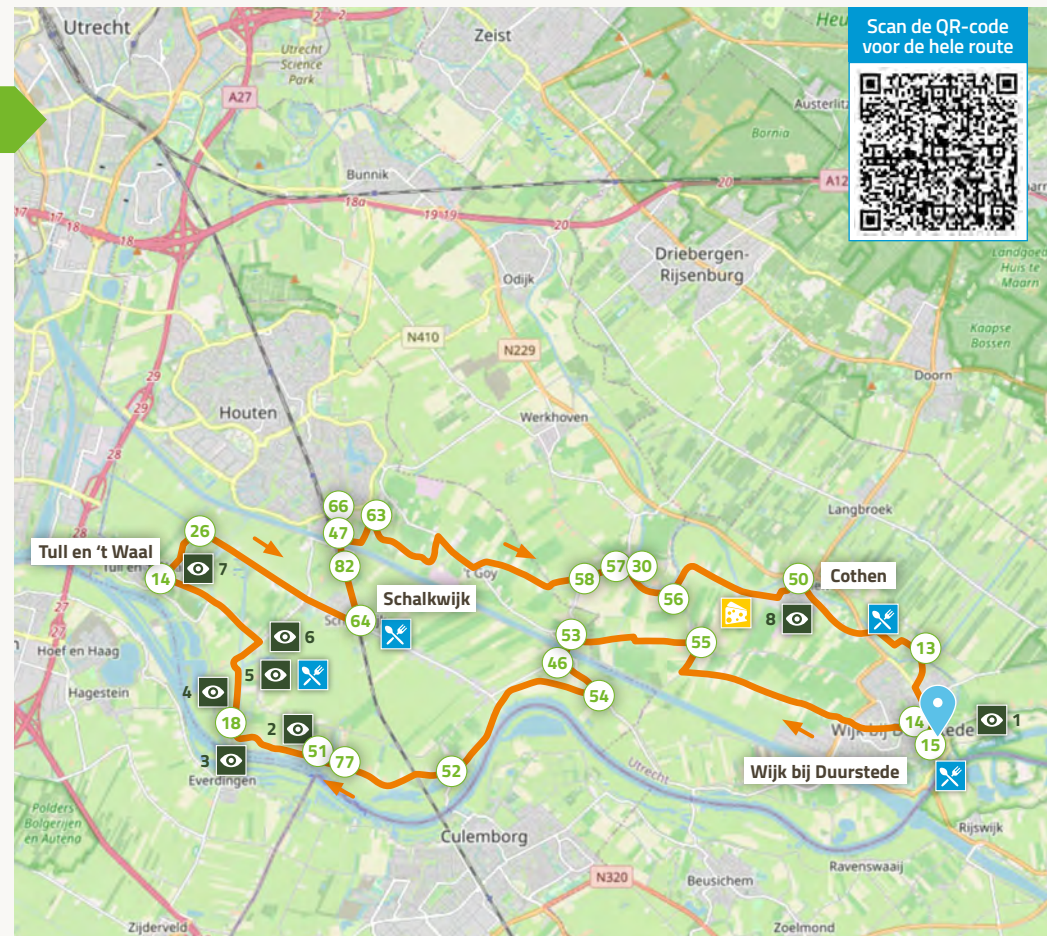 Utrecht
Zeist
Scan de QR-code
voor de hele route
Utrecht
Science
Park
A27
Bornia
Bunnik
20
A12
18a
17
18
18
19
19
20
Driebergen-
Rijsenburg
Landgoed
Huis te
Maarn
Odijk
Kaapse
Bossen
N410
N229
29
29
Doorn
Houten
Werkhoven
28
Langbroek
66
63
47
26
28
Tull en ‘t Waal
7
14
82
't Goy
58
57
30
56
50
Cothen
Schalkwijk
64
8
53
55
13
6
Hoef en Haag
27
27
5
46
4
Hagestein
54
18
2
14
1
Wijk bij Duurstede
15
51
3
77
52
Everdingen
Utrecht
Polders
Bolgerijen
en Autena
Culemborg
Rijswijk
Ravenswaaij
N320
Beusichem
Zijderveld
Zoelmond